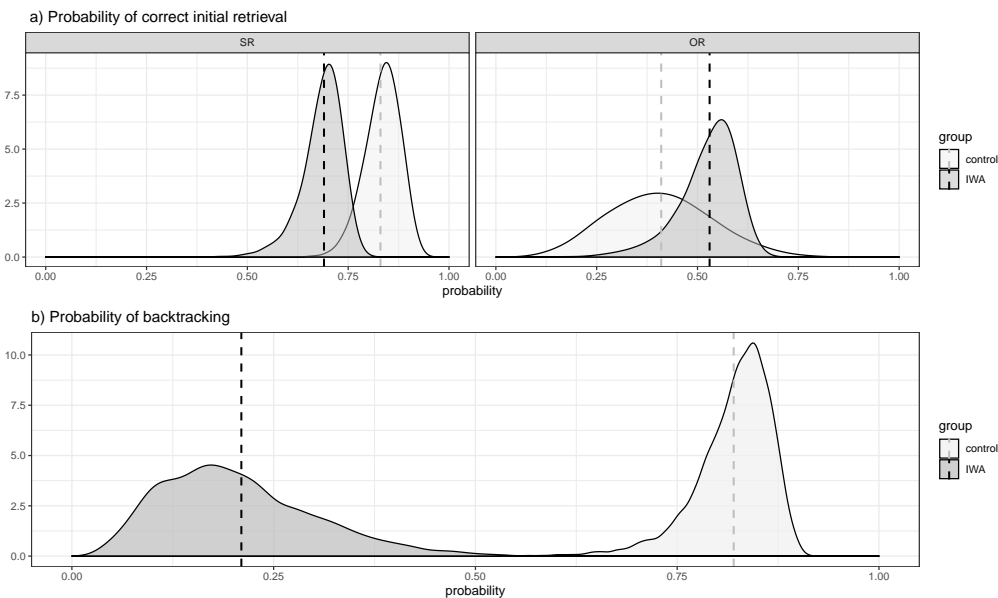 a) Probability of correct initial retrieval
SR
OR
7.5
5.0
2.5
0.0
0.00 0.25 0.50 0.75 1.00
0.00 0.25 0.50 0.75 1.00
probability
group
control
IWA
b) Probability of backtracking
10.0
7.5
5.0
2.5
0.0
0.00 0.25 0.50 0.75 1.00
probability
group
control
IWA